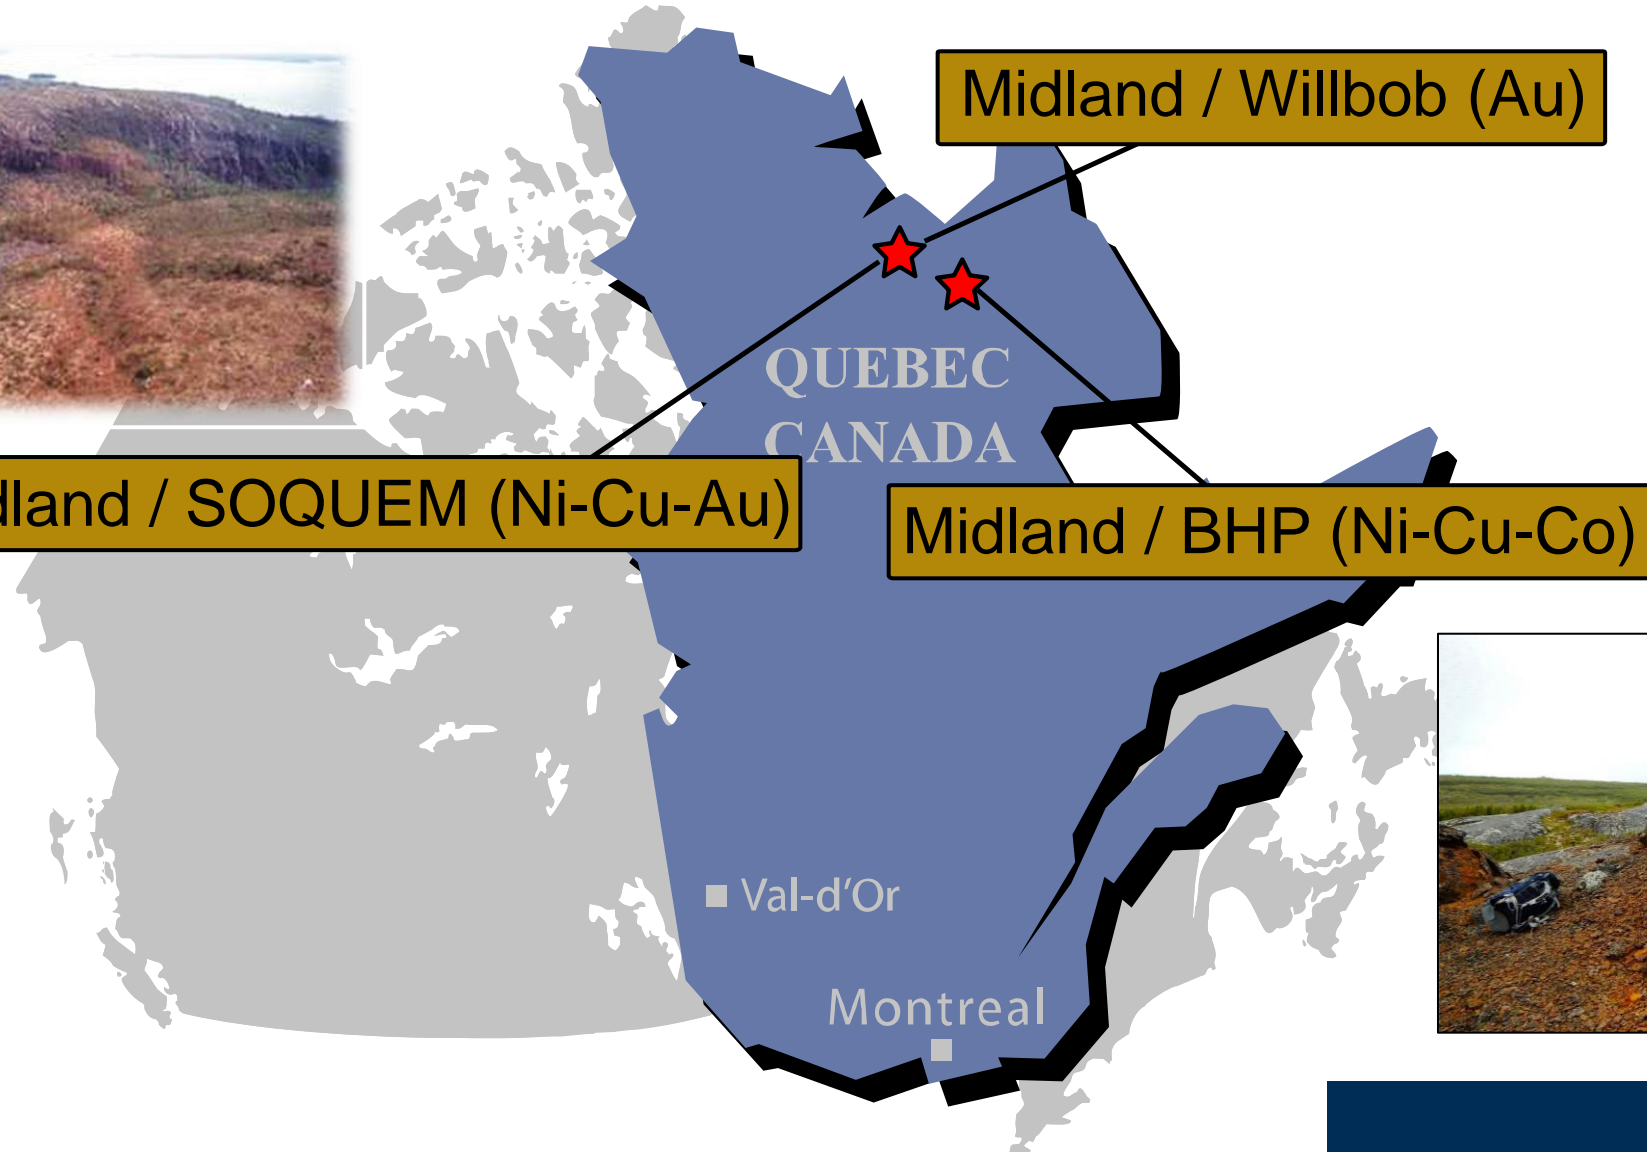 Midland / Willbob (Au)
QUEBEC
CANADA
dland / SOQUEM (Ni-Cu-Au)
Midland / BHP (Ni-Cu-Co)
Val-d'Or
Montreal